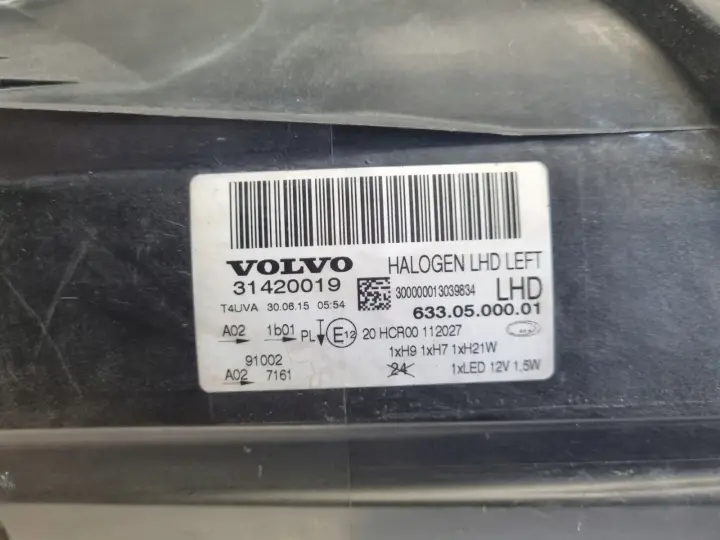 VOLVO HALOGEN LHD LEFT
31420019 300000013039634 LHD
T4UVA 30.06.15 05:54 633.05.000.01
A02 1b01 PL E12 20 HCR00 112027
1xH9 1xH7 1xH21W
91002 24 1xLED 12V 1,5W
A02 7161